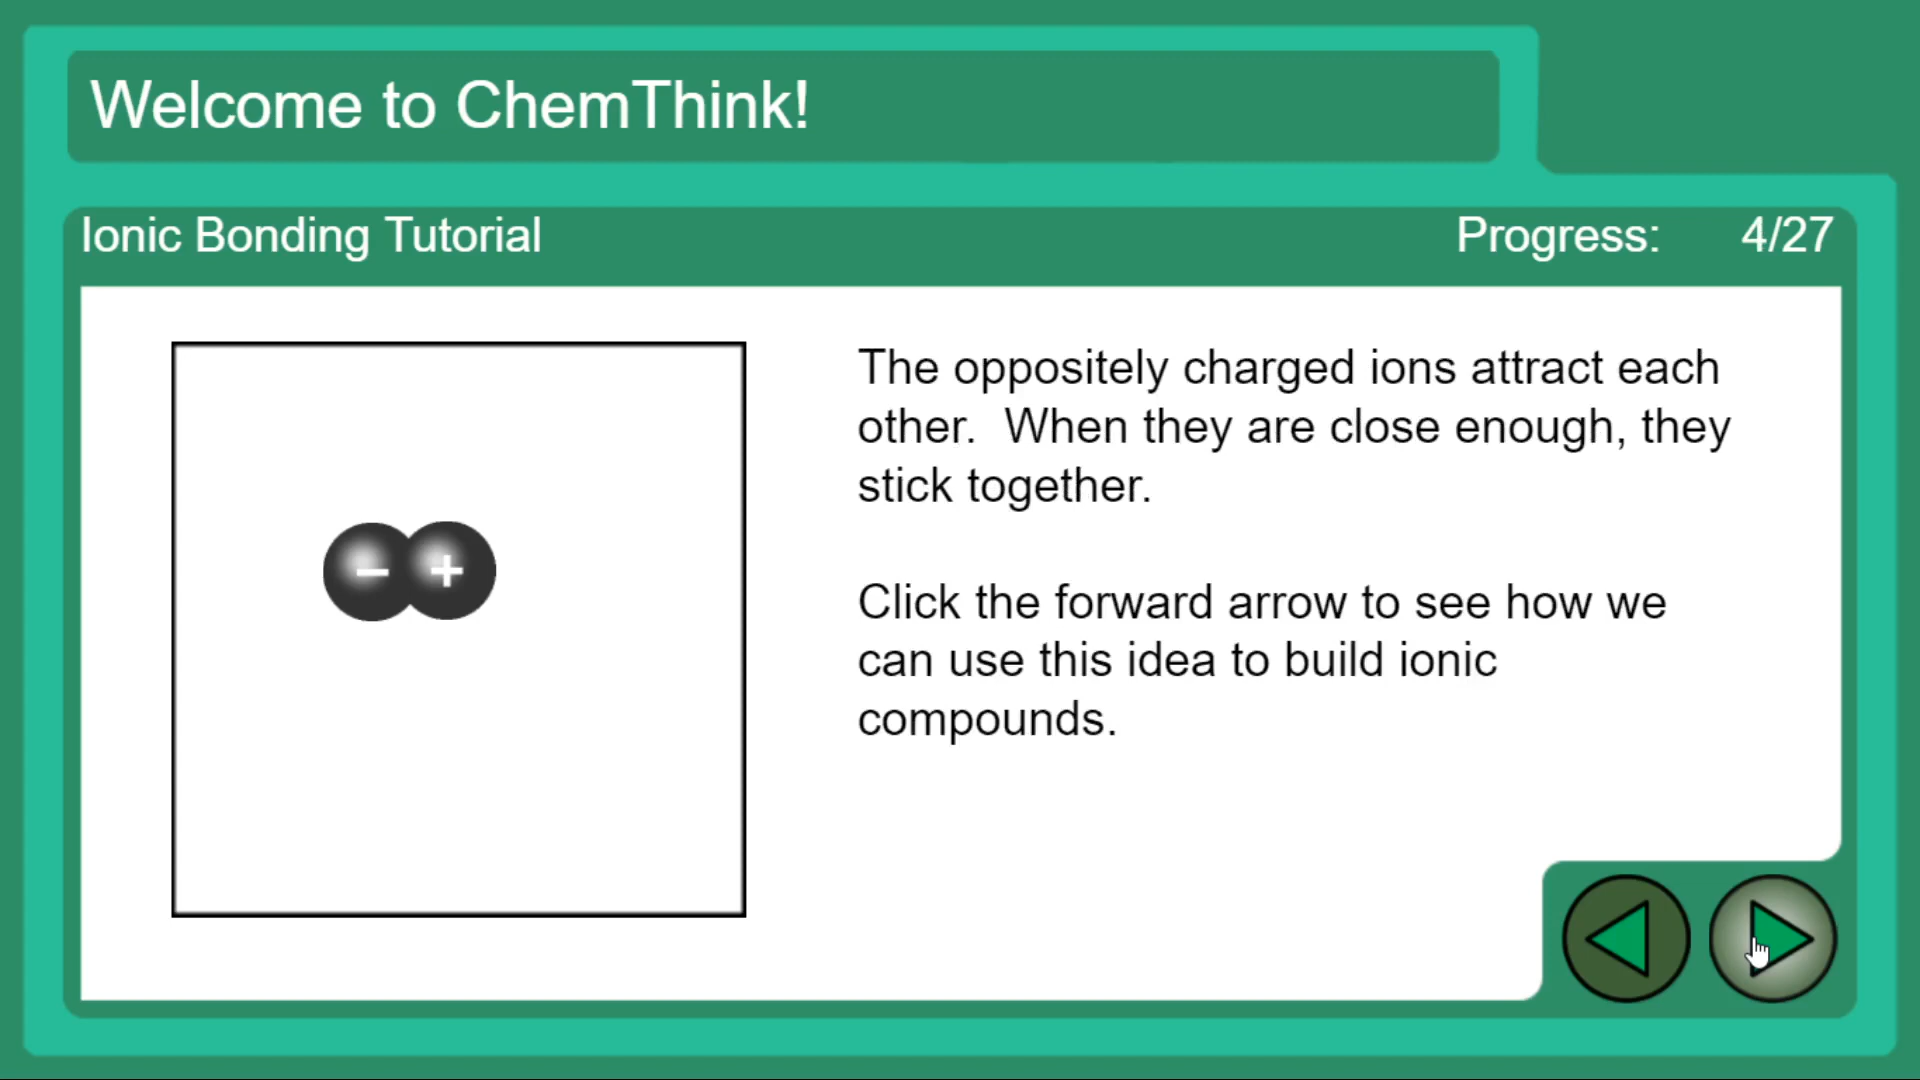 Welcome to ChemThink!
Ionic Bonding Tutorial
Progress: 4/27
The oppositely charged ions attract each
other.  When they are close enough, they
stick together.
Click the forward arrow to see how we
can use this idea to build ionic
compounds.
− +